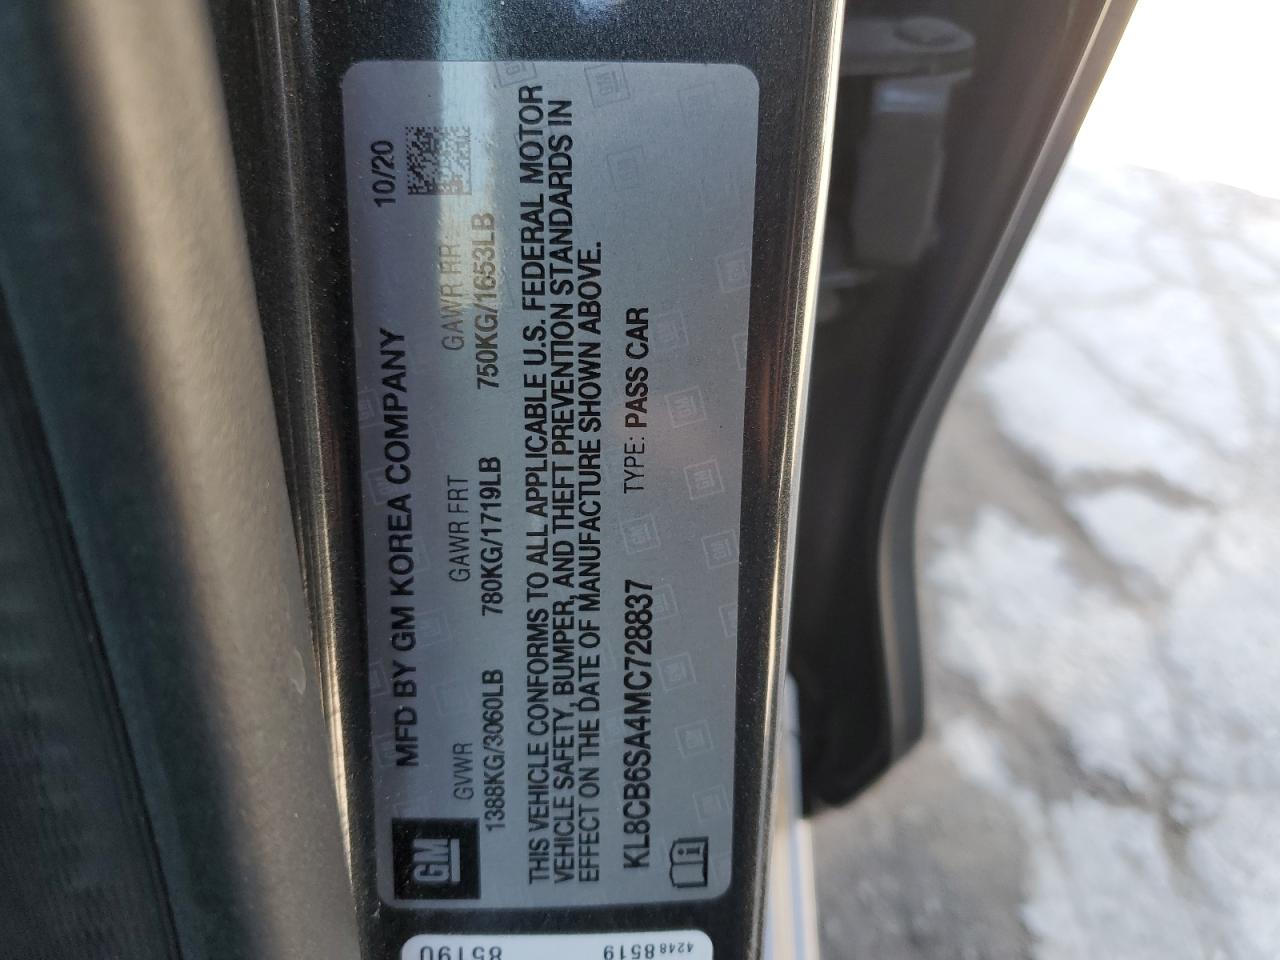 MFD BY GM KOREA COMPANY 10/20
GM
GVWR GAWR FRT GAWR RR
1388KG/3060LB 780KG/1719LB 750KG/1653LB
THIS VEHICLE CONFORMS TO ALL APPLICABLE U.S. FEDERAL MOTOR
VEHICLE SAFETY, BUMPER, AND THEFT PREVENTION STANDARDS IN
EFFECT ON THE DATE OF MANUFACTURE SHOWN ABOVE.
KL8CB6SA4MC728837 TYPE: PASS CAR
42488519